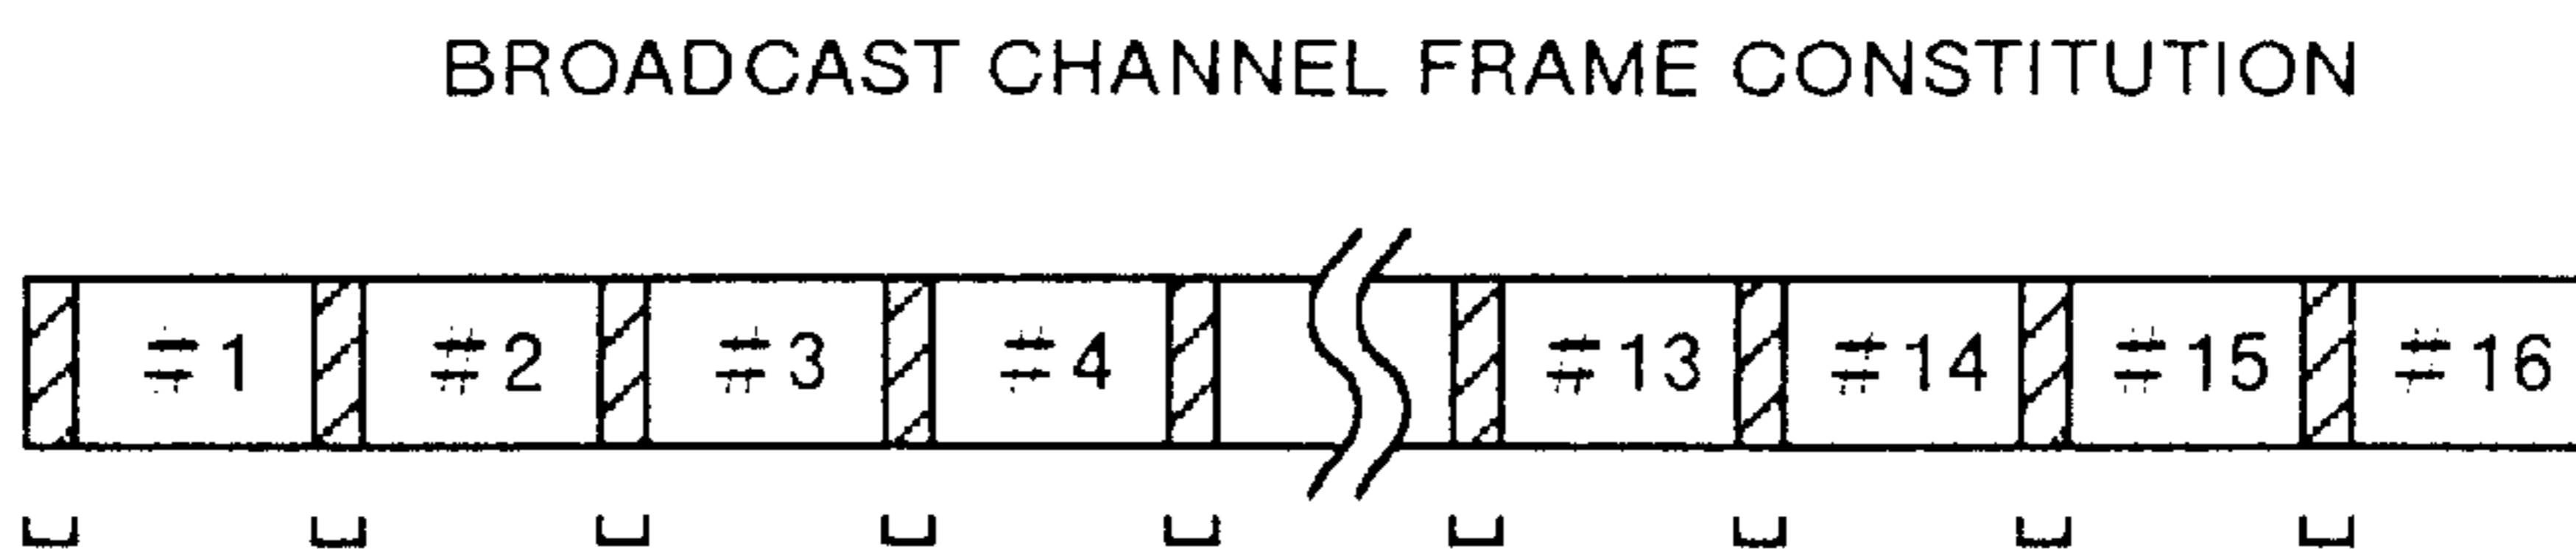 BROADCAST CHANNEL FRAME CONSTITUTION
#1 #2 #3 #4 #13 #14 #15 #16